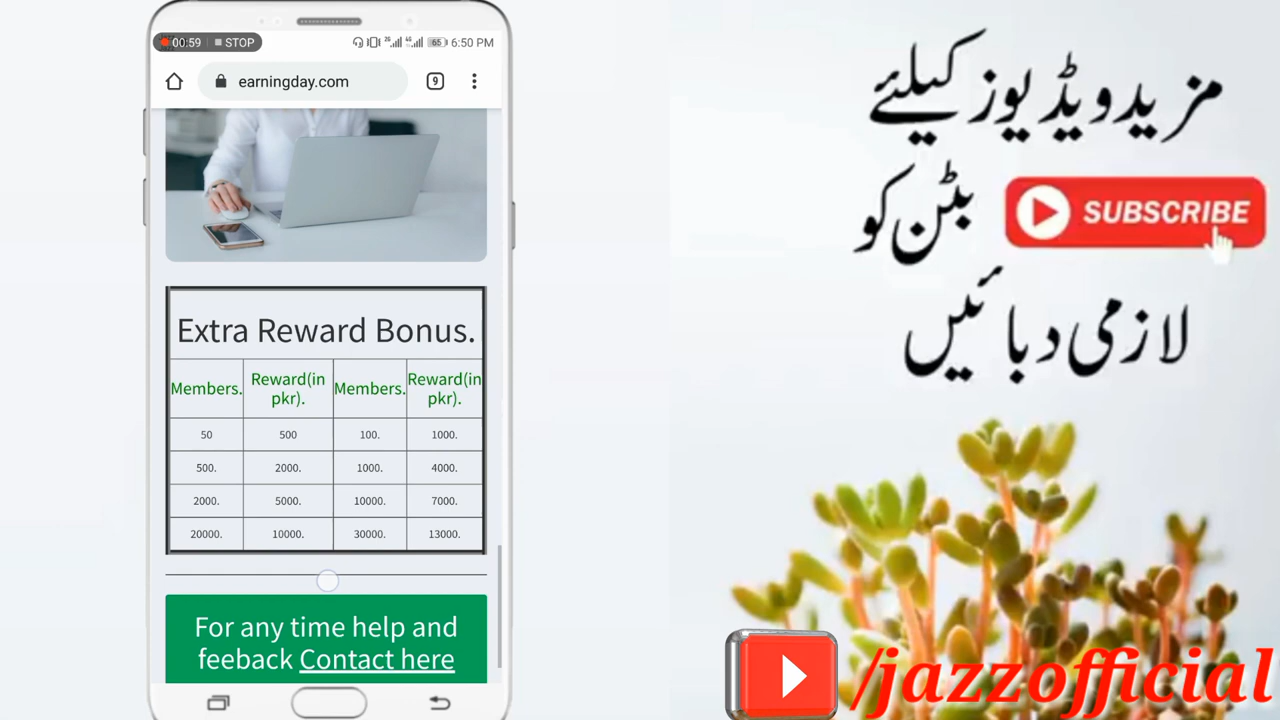 00:59 STOP 65 6:50 PM
earningday.com 9
Extra Reward Bonus.
Members. Reward(in pkr). Members. Reward(in pkr).
50 500 100. 1000.
500. 2000. 1000. 4000.
2000. 5000. 10000. 7000.
20000. 10000. 30000. 13000.
For any time help and
feeback Contact here
مزید ویڈیوز کیلئے
بٹن کو SUBSCRIBE
لازمی دبائیں
/jazzofficial